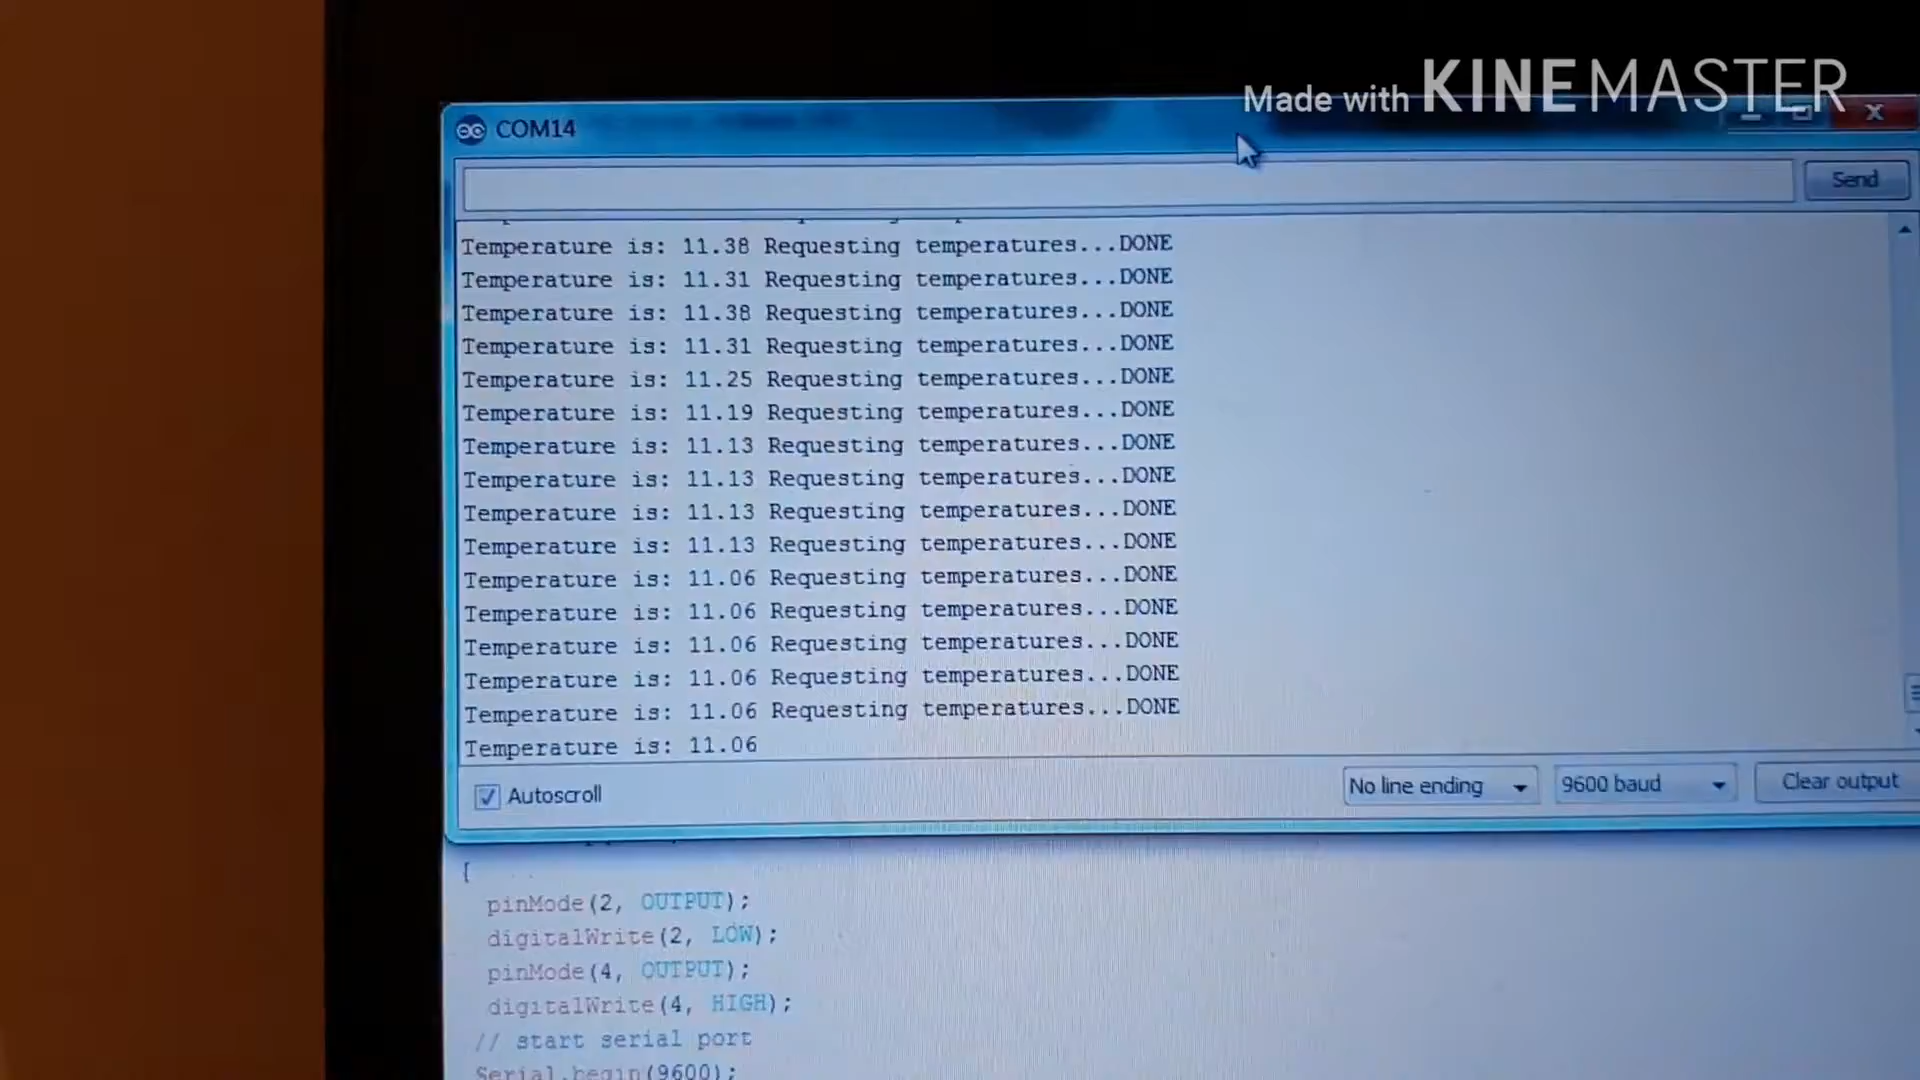 Made with KINEMASTER
COM14
Send
Temperature is: 11.38 Requesting temperatures...DONE
Temperature is: 11.31 Requesting temperatures...DONE
Temperature is: 11.38 Requesting temperatures...DONE
Temperature is: 11.31 Requesting temperatures...DONE
Temperature is: 11.25 Requesting temperatures...DONE
Temperature is: 11.19 Requesting temperatures...DONE
Temperature is: 11.13 Requesting temperatures...DONE
Temperature is: 11.13 Requesting temperatures...DONE
Temperature is: 11.13 Requesting temperatures...DONE
Temperature is: 11.13 Requesting temperatures...DONE
Temperature is: 11.06 Requesting temperatures...DONE
Temperature is: 11.06 Requesting temperatures...DONE
Temperature is: 11.06 Requesting temperatures...DONE
Temperature is: 11.06 Requesting temperatures...DONE
Temperature is: 11.06 Requesting temperatures...DONE
Temperature is: 11.06
Autoscroll
No line ending
9600 baud
Clear output
{
pinMode(2, OUTPUT);
digitalWrite(2, LOW);
pinMode(4, OUTPUT);
digitalWrite(4, HIGH);
// start serial port
Serial.begin(9600);